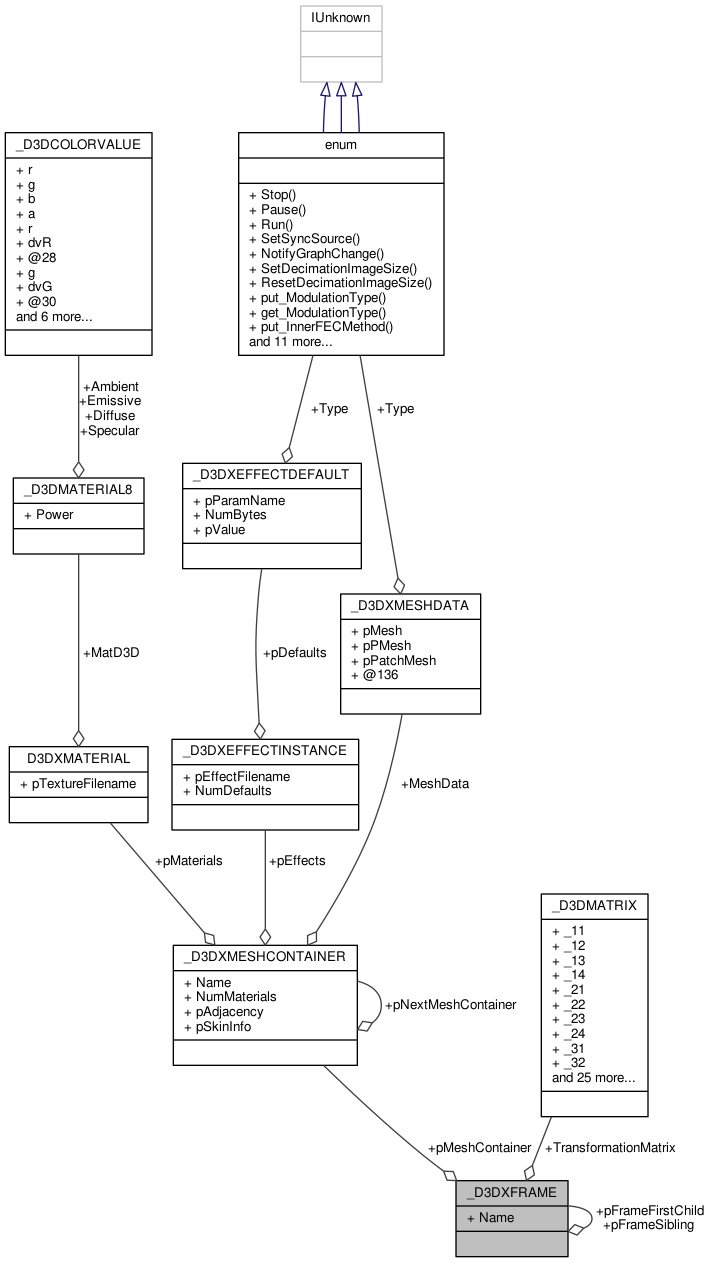 IUnknown
_D3DCOLORVALUE
+ r
+ g
+ b
+ a
+ r
+ dvR
+ @28
+ g
+ dvG
+ @30
and 6 more...
enum
+ Stop()
+ Pause()
+ Run()
+ SetSyncSource()
+ NotifyGraphChange()
+ SetDecimationImageSize()
+ ResetDecimationImageSize()
+ put_ModulationType()
+ get_ModulationType()
+ put_InnerFECMethod()
and 11 more...
+Ambient
+Emissive
+Diffuse
+Specular
+Type
+Type
_D3DMATERIAL8
+ Power
_D3DXEFFECTDEFAULT
+ pParamName
+ NumBytes
+ pValue
_D3DXMESHDATA
+ pMesh
+ pPMesh
+ pPatchMesh
+ @136
+MatD3D
+pDefaults
D3DXMATERIAL
+ pTextureFilename
_D3DXEFFECTINSTANCE
+ pEffectFilename
+ NumDefaults
+MeshData
+pMaterials
+pEffects
_D3DXMESHCONTAINER
+ Name
+ NumMaterials
+ pAdjacency
+ pSkinInfo
+pNextMeshContainer
_D3DMATRIX
+ _11
+ _12
+ _13
+ _14
+ _21
+ _22
+ _23
+ _24
+ _31
+ _32
and 25 more...
+pMeshContainer
+TransformationMatrix
_D3DXFRAME
+ Name
+pFrameFirstChild
+pFrameSibling